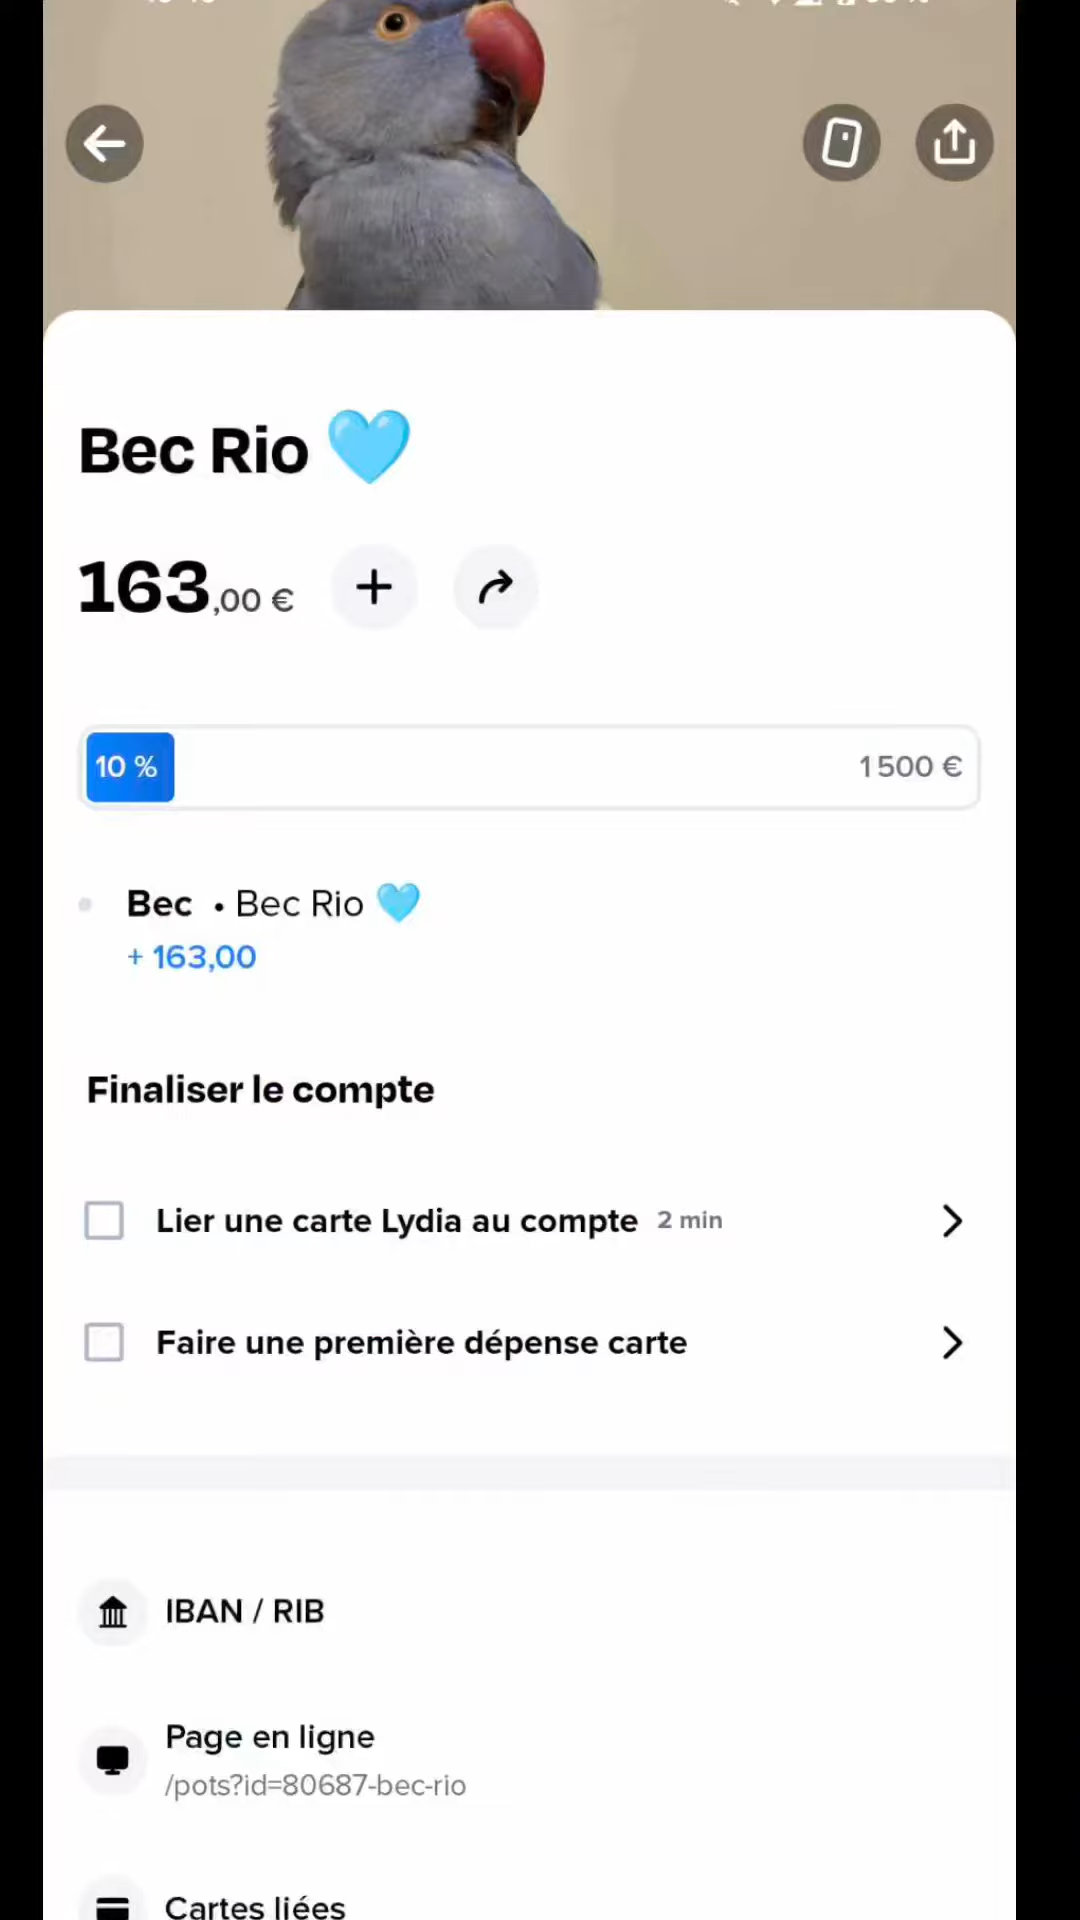 Bec Rio 🩵
163,00 €
10 % 1 500 €
Bec • Bec Rio 🩵
+ 163,00
Finaliser le compte
Lier une carte Lydia au compte 2 min
Faire une première dépense carte
IBAN / RIB
Page en ligne
/pots?id=80687-bec-rio
Cartes liées